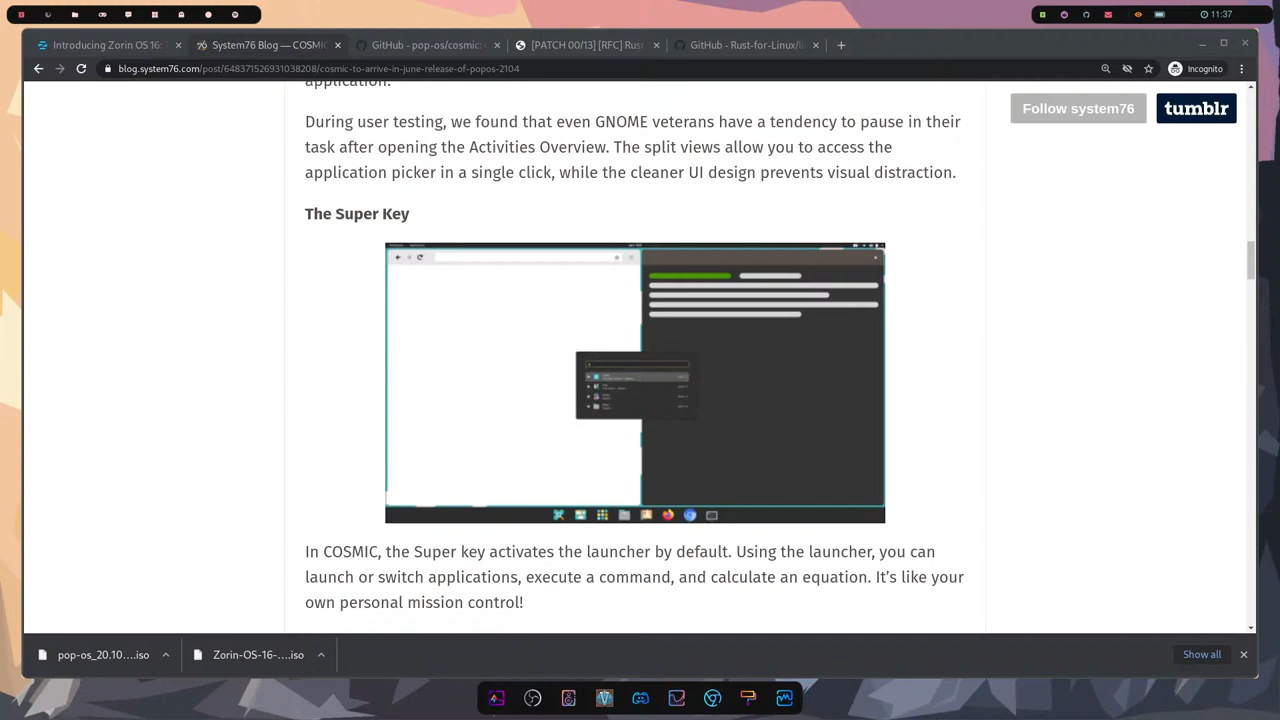 11:37
Introducing Zorin OS 16:
System76 Blog — COSMIC
GitHub - pop-os/cosmic:
[PATCH 00/13] [RFC] Rus
GitHub - Rust-for-Linux/l
blog.system76.com/post/648371526931038208/cosmic-to-arrive-in-june-release-of-popos-2104
Incognito
Follow system76
tumblr
application.
During user testing, we found that even GNOME veterans have a tendency to pause in their
task after opening the Activities Overview. The split views allow you to access the
application picker in a single click, while the cleaner UI design prevents visual distraction.
The Super Key
In COSMIC, the Super key activates the launcher by default. Using the launcher, you can
launch or switch applications, execute a command, and calculate an equation. It’s like your
own personal mission control!
pop-os_20.10....iso
Zorin-OS-16-....iso
Show all